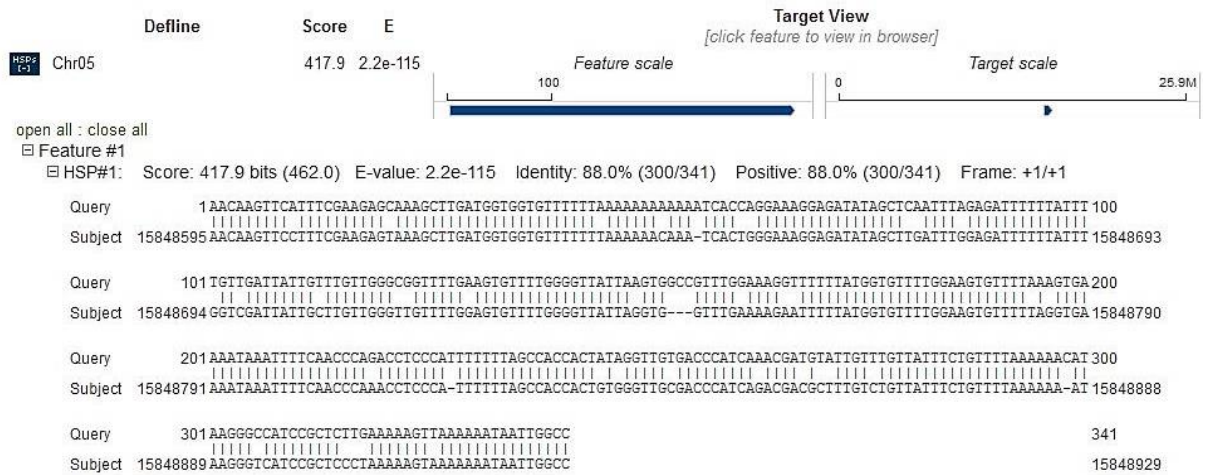 Defline Score E Target View
[click feature to view in browser]
HSPs [-] Chr05 417.9 2.2e-115 Feature scale Target scale
100 0 25.9M
open all : close all
Feature #1
HSP#1: Score: 417.9 bits (462.0) E-value: 2.2e-115 Identity: 88.0% (300/341) Positive: 88.0% (300/341) Frame: +1/+1
Query 1 AACAAGTTCATTTCGAAGAGCAAAGCTTGATGGTGGTGTTTTTTAAAAAAAAAAAATCACCAGGAAAGGAGATATAGCTCAATTTAGAGATTTTTTATTT 100
Subject 15848595 AACAAGTTCCTTTCGAAGAGTAAAGCTTGATGGTGGTGTTTTTTTAAAAAACAAA-TCACTGGGAAAGGAGATATAGCTTGATTTGGAGATTTTTTATTT 15848693
Query 101 TGTTGATTATTGTTTGTTGGGCGGTTTTGAAGTGTTTTGGGGTTATTAAGTGGCCGTTTGGAAAGGTTTTTTATGGTGTTTTGGAAGTGTTTTAAAGTGA 200
Subject 15848694 GGTCGATTATTGCTTGTTGGGTTGTTTTGGAGTGTTTTGGGGTTATTAGGTG---GTTTGAAAAGAATTTTTATGGTGTTTTGGAAGTGTTTTTAGGTGA 15848790
Query 201 AAATAAATTTTCAACCCAGACCTCCCATTTTTTTAGCCACCACTATAGGTTGTGACCCATCAAACGATGTATTGTTTGTTATTTCTGTTTTAAAAAACAT 300
Subject 15848791 AAATAAATTTTCAACCCAAACCTCCCA-TTTTTTAGCCACCACTGTGGGTTGCGACCCATCAGACGACGCTTTGTCTGTTATTTCTGTTTTAAAAAA-AT 15848888
Query 301 AAGGGCCATCCGCTCTTGAAAAAGTTAAAAAATAATTGGCC 341
Subject 15848889 AAGGGTCATCCGCTCCCTAAAAAGTAAAAAAATAATTGGCC 15848929